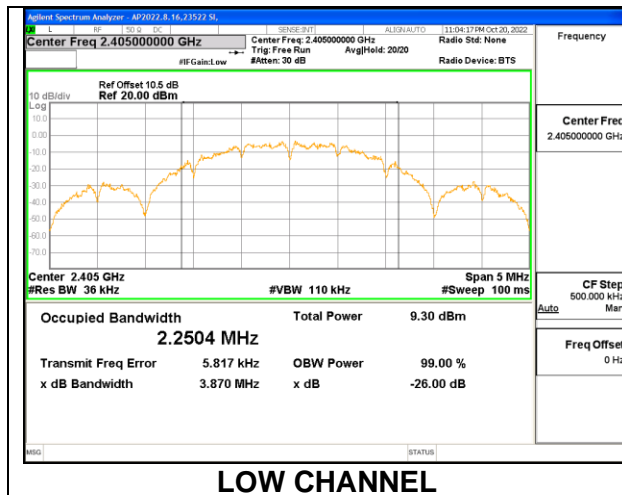 Agilent Spectrum Analyzer - AP2022.8.16,23522 SI,
L RF 50 Ω DC SENSE:INT ALIGN AUTO 11:04:17 PM Oct 20, 2022
Center Freq 2.405000000 GHz
Center Freq: 2.405000000 GHz Radio Std: None
Trig: Free Run Avg|Hold: 20/20
#IFGain:Low #Atten: 30 dB Radio Device: BTS
Ref Offset 10.5 dB
10 dB/div Ref 20.00 dBm
Log
10.0
0.00
-10.0
-20.0
-30.0
-40.0
-50.0
-60.0
-70.0
Center 2.405 GHz Span 5 MHz
#Res BW 36 kHz #VBW 110 kHz #Sweep 100 ms
Occupied Bandwidth Total Power 9.30 dBm
2.2504 MHz
Transmit Freq Error 5.817 kHz OBW Power 99.00 %
x dB Bandwidth 3.870 MHz x dB -26.00 dB
MSG STATUS
Frequency
Center Freq
2.405000000 GHz
CF Step
500.000 kHz
Auto Man
Freq Offset
0 Hz
LOW CHANNEL